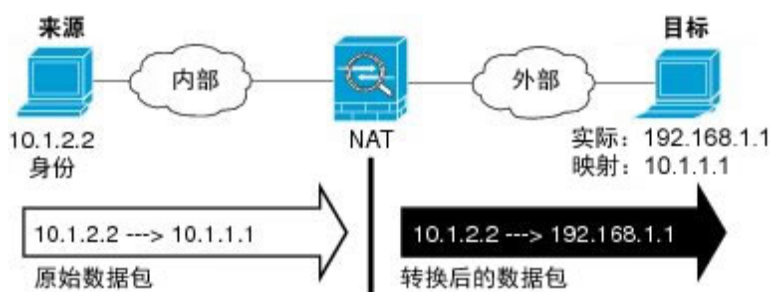 来源
目标
内部
外部
10.1.2.2
身份
NAT
实际：192.168.1.1
映射：10.1.1.1
10.1.2.2 ---> 10.1.1.1
10.1.2.2 ---> 192.168.1.1
原始数据包
转换后的数据包